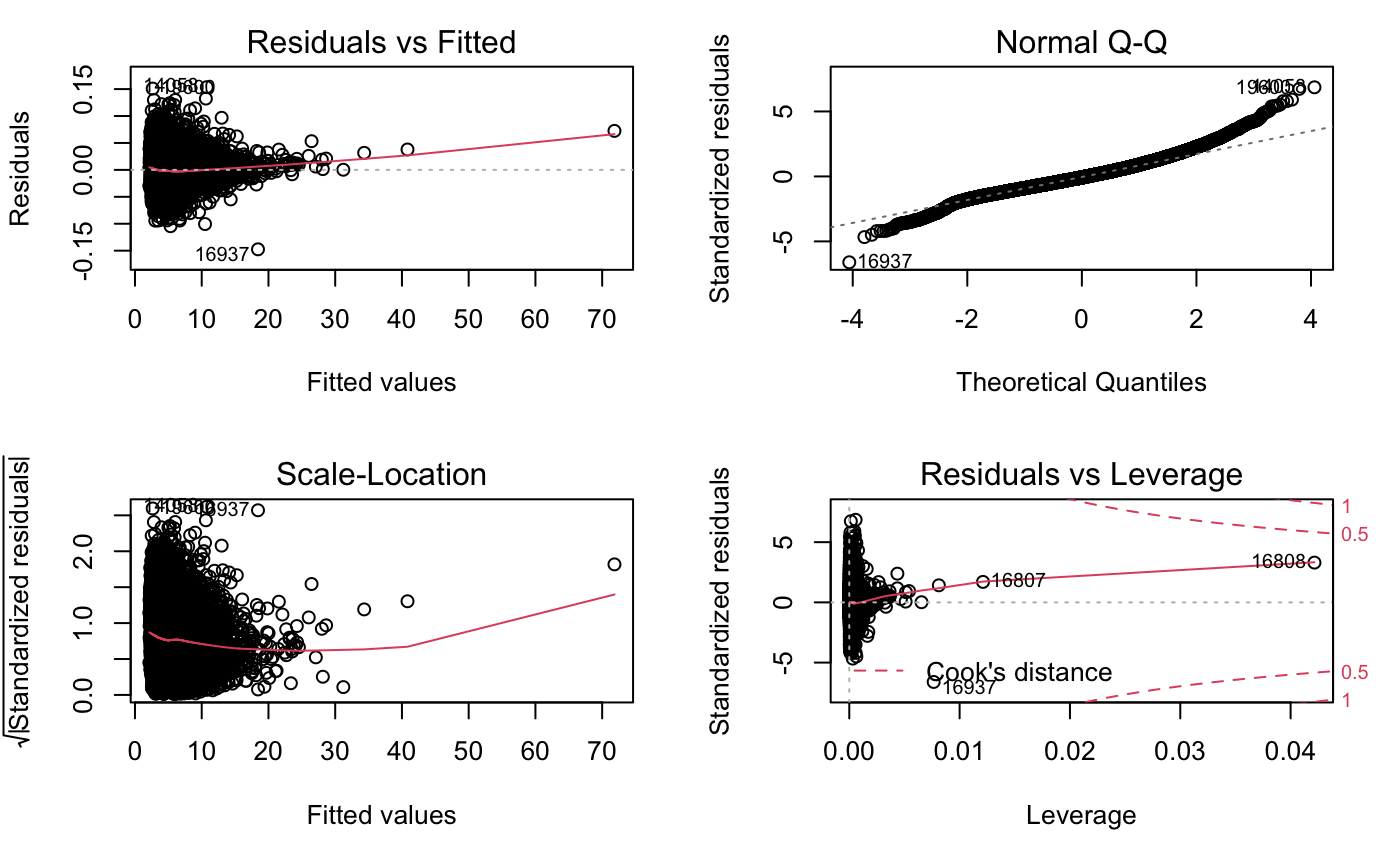 Residuals vs Fitted
Residuals
-0.15 0.00 0.15
16937
0 10 20 30 40 50 60 70
Fitted values
Normal Q-Q
Standardized residuals
-5 0 5
16937
-4 -2 0 2 4
Theoretical Quantiles
Scale-Location
√|Standardized residuals|
0.0 1.0 2.0
16937
0 10 20 30 40 50 60 70
Fitted values
Residuals vs Leverage
Standardized residuals
-5 0 5
1
0.5
16808
16807
Cook's distance
0.5
16937
1
0.00 0.01 0.02 0.03 0.04
Leverage